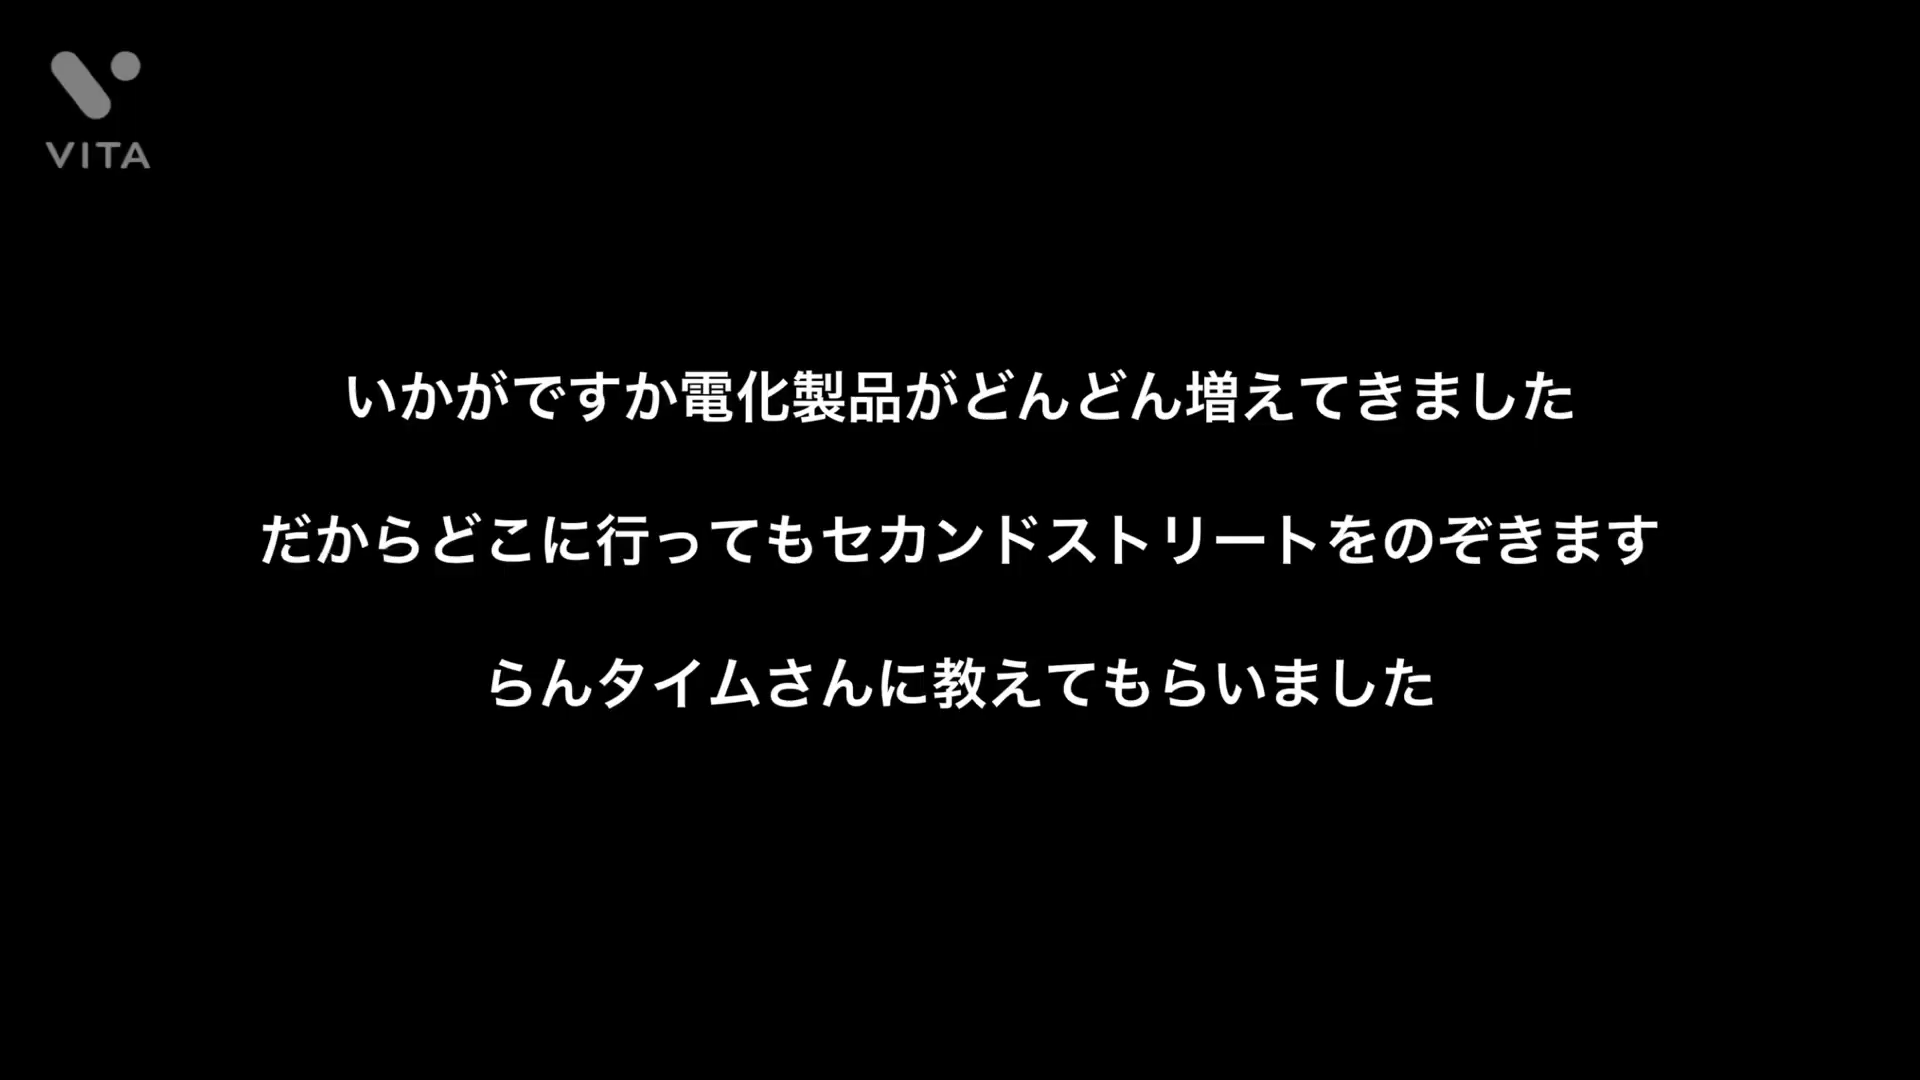 VITA
いかがですか電化製品がどんどん増えてきました
だからどこに行ってもセカンドストリートをのぞきます
らんタイムさんに教えてもらいました